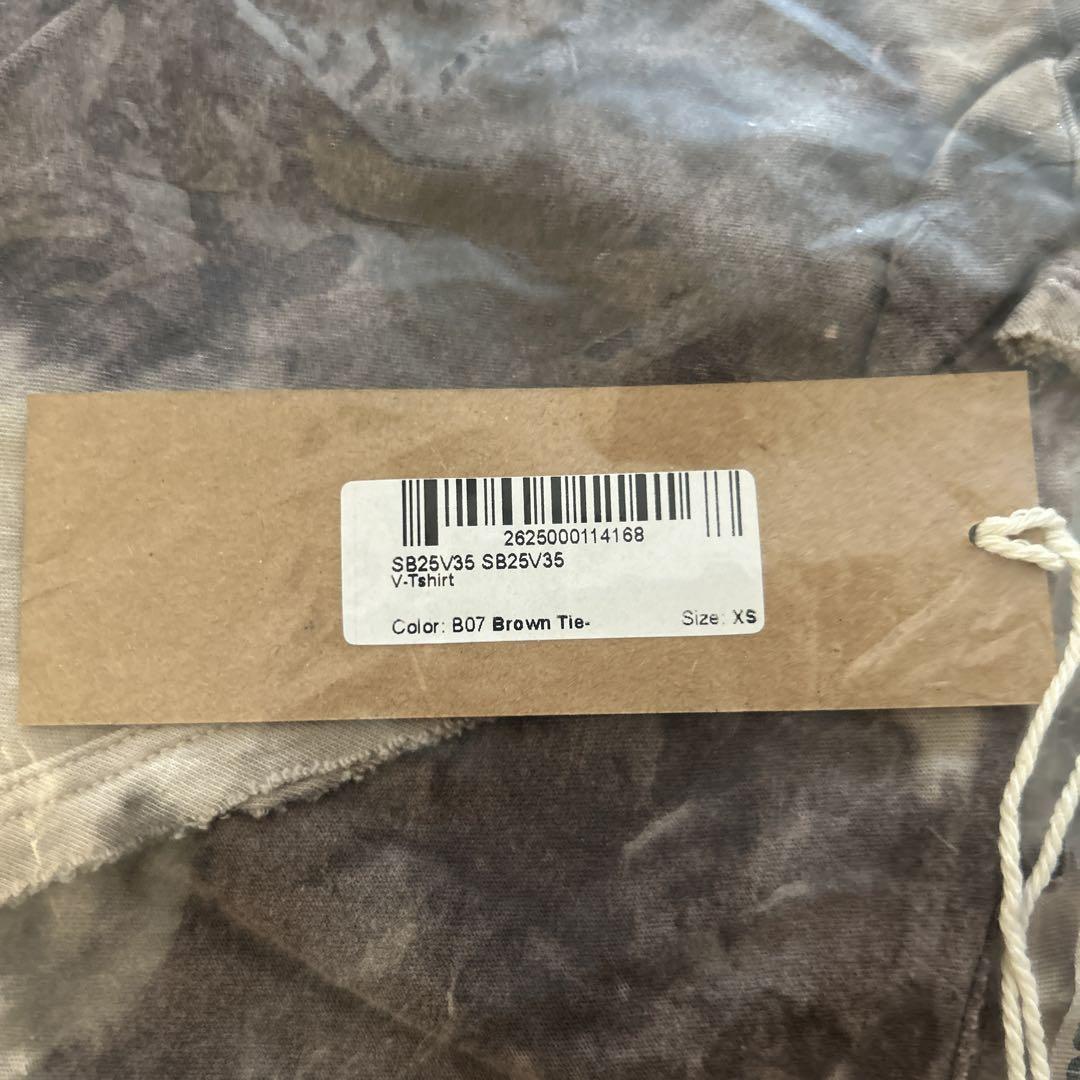 2625000114168
SB25V35 SB25V35
V-Tshirt
Color: B07 Brown Tie-
Size: XS